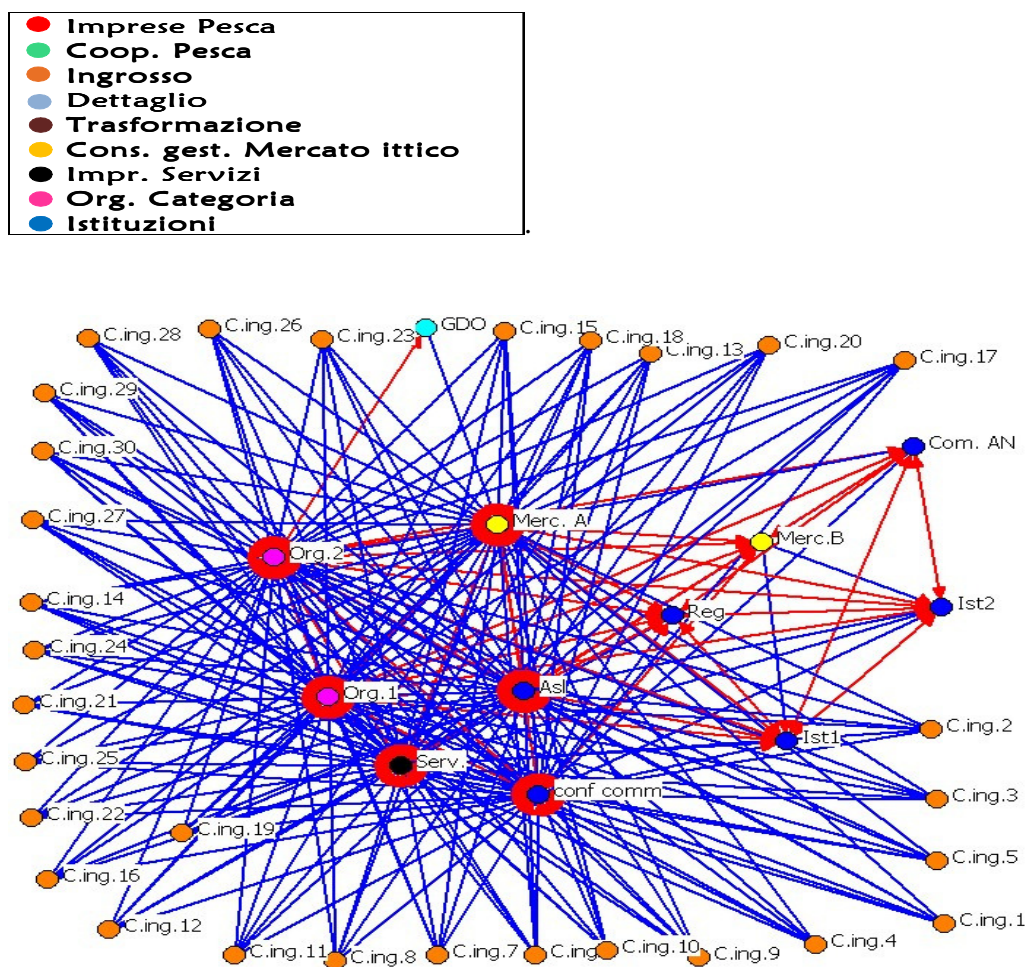 Imprese Pesca
Coop. Pesca
Ingrosso
Dettaglio
Trasformazione
Cons. gest. Mercato ittico
Impr. Servizi
Org. Categoria
Istituzioni
.
C.ing.28
C.ing.26
C.ing.23
GDO
C.ing.15
C.ing.18
C.ing.13
C.ing.20
C.ing.17
C.ing.29
C.ing.30
Com. AN
C.ing.27
Merc. A
Merc.B
Org.2
C.ing.14
Reg
Ist2
C.ing.24
C.ing.21
Org.1
Asl
C.ing.2
Ist1
C.ing.25
Serv.
conf comm
C.ing.3
C.ing.22
C.ing.19
C.ing.5
C.ing.16
C.ing.12
C.ing.1
C.ing.11
C.ing.8
C.ing.7
C.ing
C.ing.10
C.ing.9
C.ing.4